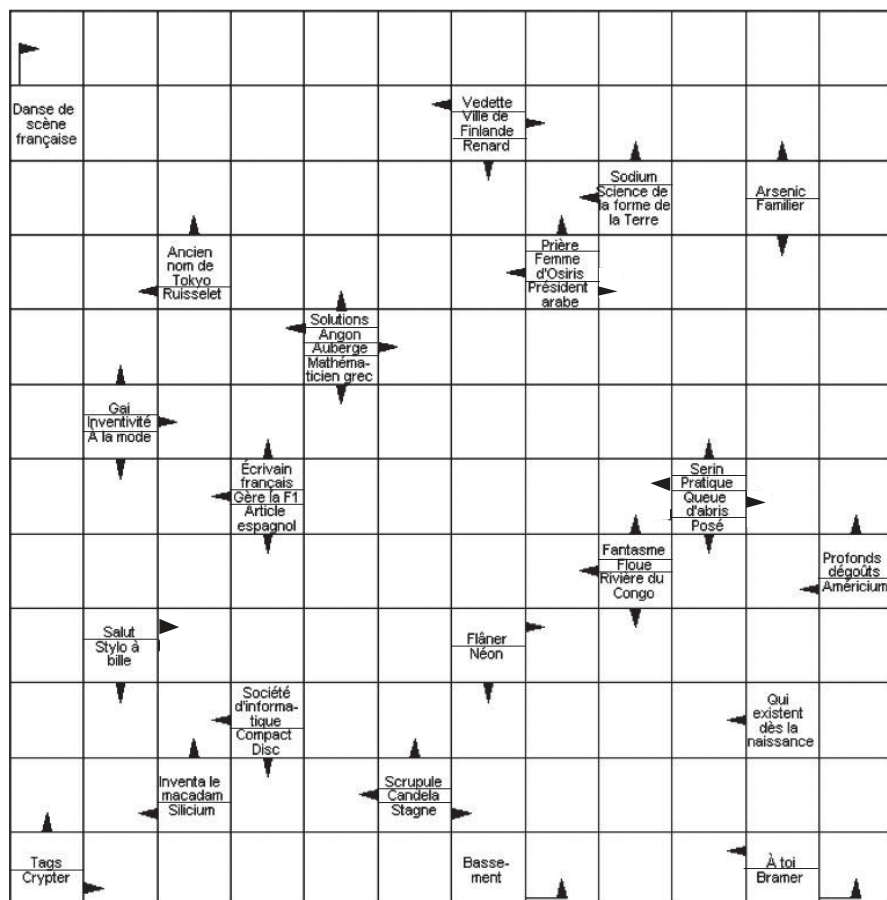 Danse de
scène
française
Vedette
Ville de
Finlande
Renard
Sodium
Science de
la forme de
la Terre
Arsenic
Familier
Ancien
nom de
Tokyo
Ruisselet
Prière
Femme
d'Osiris
Président
arabe
Solutions
Angon
Auberge
Mathéma-
ticien grec
Gai
Inventivité
À la mode
Écrivain
français
Gère la F1
Article
espagnol
Serin
Pratique
Queue
d'abris
Posé
Fantasme
Floue
Rivière du
Congo
Profonds
dégoûts
Américium
Salut
Stylo à
bille
Flâner
Néon
Société
d'informa-
tique
Compact
Disc
Qui
existent
dès la
naissance
Inventa le
macadam
Silicium
Scrupule
Candela
Stagne
Tags
Crypter
Basse-
ment
À toi
Bramer